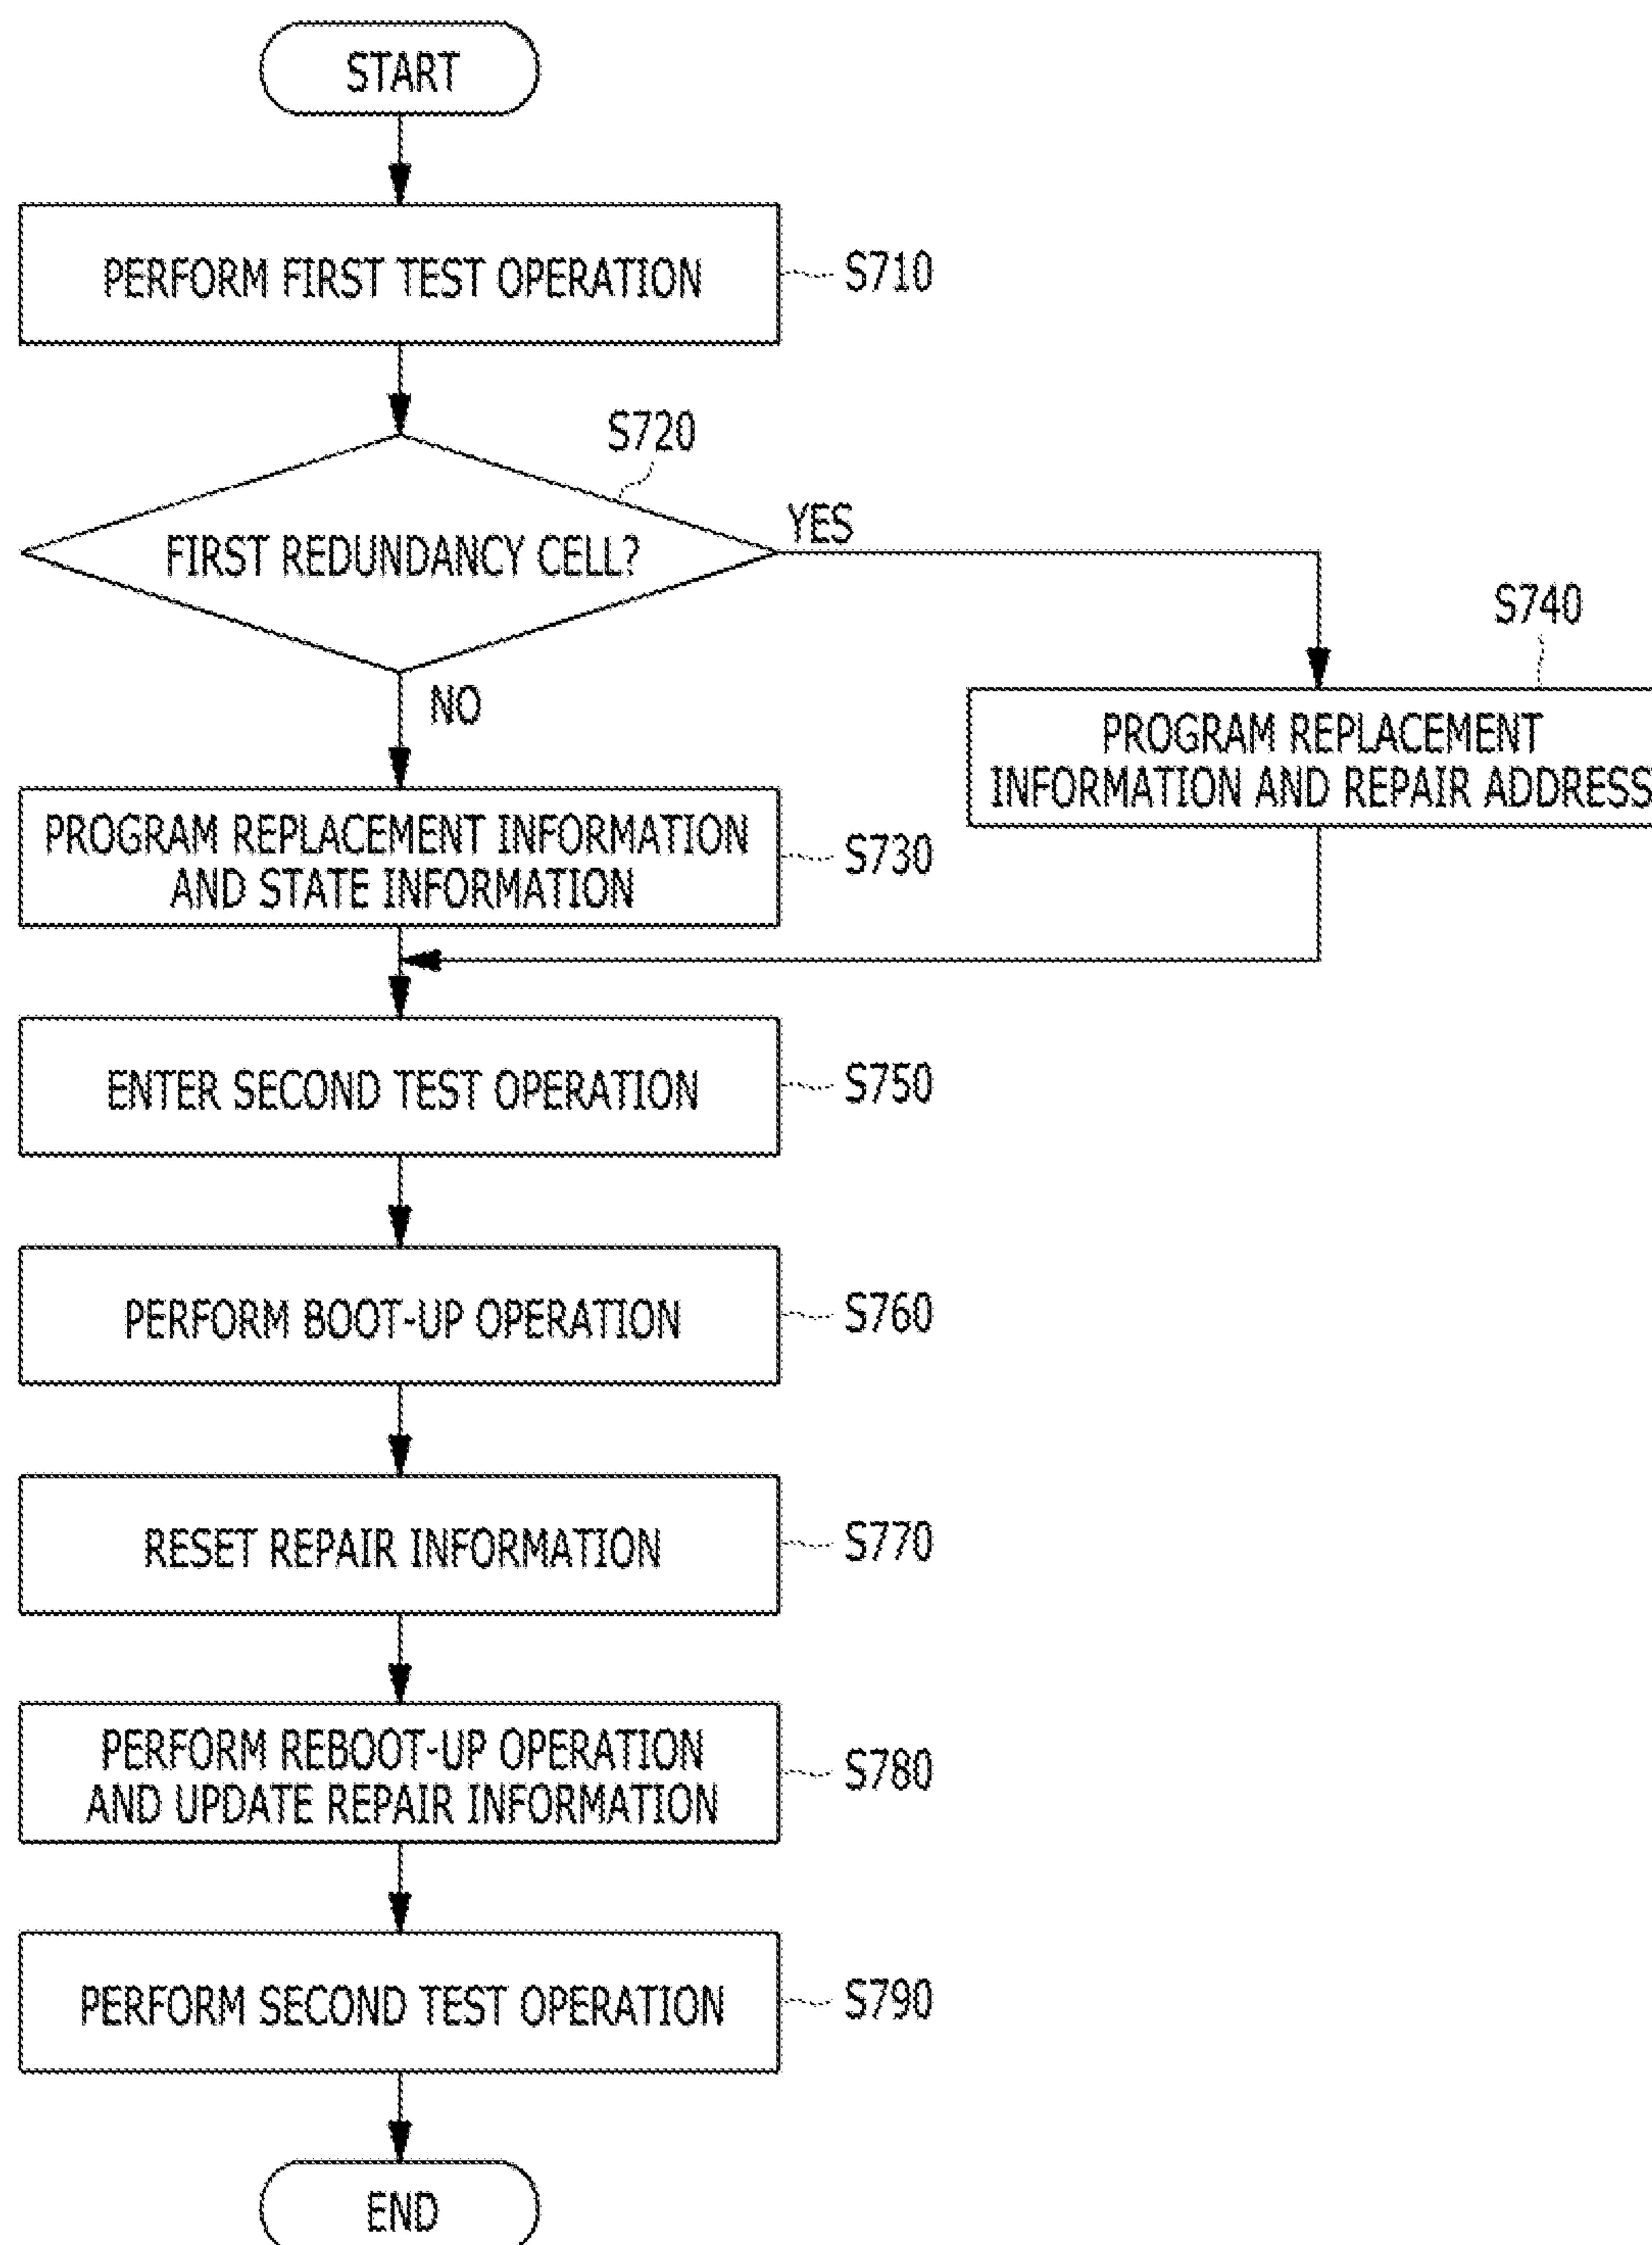 START
PERFORM FIRST TEST OPERATION
S710
S720
FIRST REDUNDANCY CELL?
YES
NO
S740
PROGRAM REPLACEMENT
INFORMATION AND REPAIR ADDRESS
PROGRAM REPLACEMENT INFORMATION
AND STATE INFORMATION
S730
ENTER SECOND TEST OPERATION
S750
PERFORM BOOT-UP OPERATION
S760
RESET REPAIR INFORMATION
S770
PERFORM REBOOT-UP OPERATION
AND UPDATE REPAIR INFORMATION
S780
PERFORM SECOND TEST OPERATION
S790
END